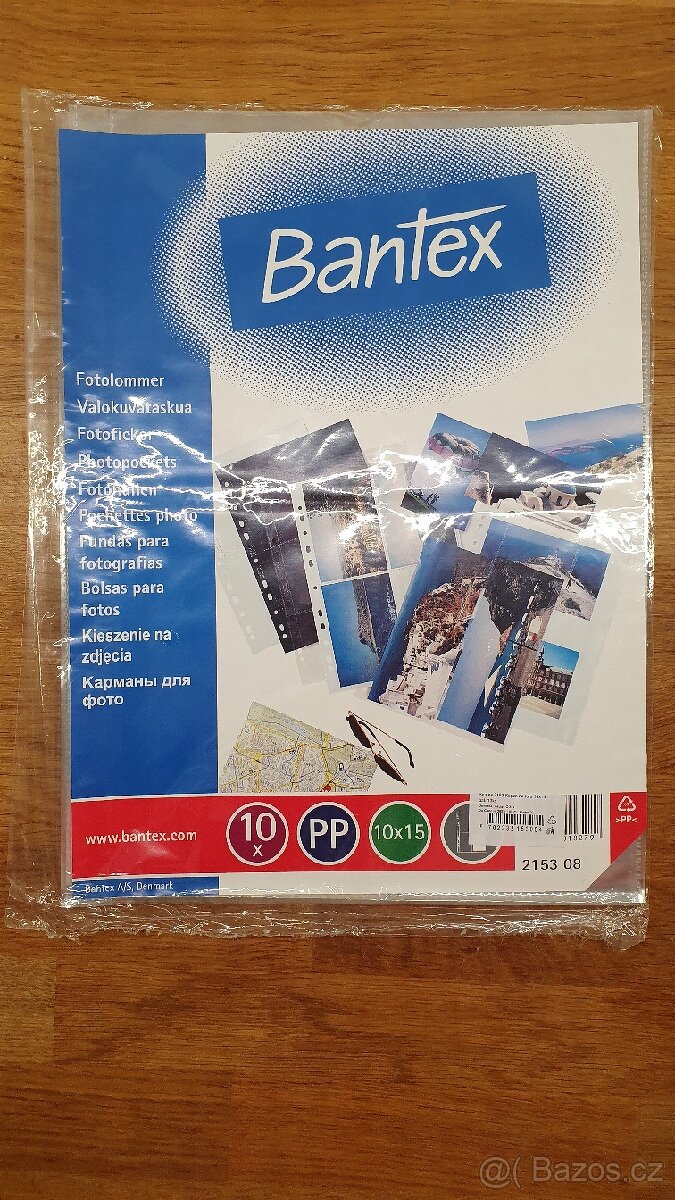 Bantex
Fotolommer
Valokuvataskua
Fotofickor
Photopockets
Fotohüllen
Pochettes photo
Fundas para
fotografias
Bolsas para
fotos
Kieszenie na
zdjęcia
Карманы для
фото
www.bantex.com
10
x
PP
10x15
2153 08
>PP<
Bantex A/S, Denmark
@( Bazos.cz